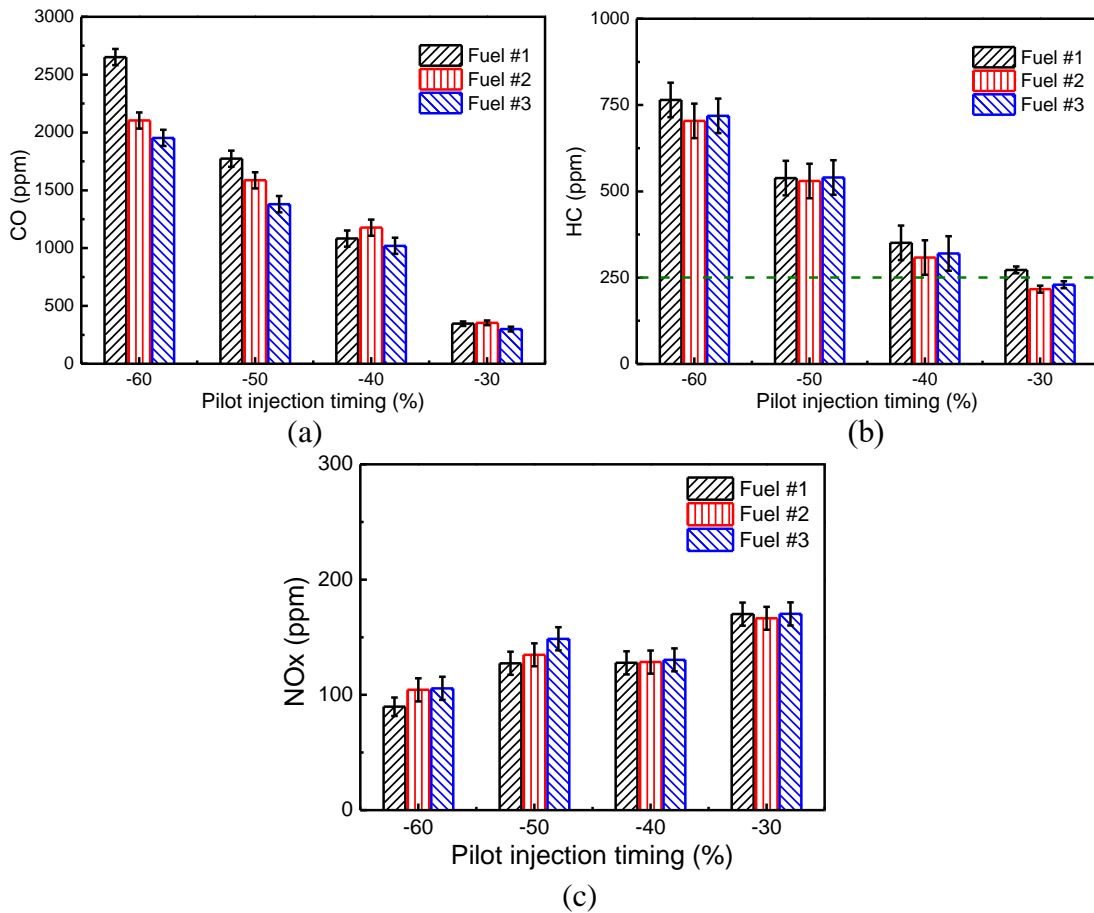 3000
2500
2000
1500
1000
500
0
CO (ppm)
Fuel #1
Fuel #2
Fuel #3
-60 -50 -40 -30
Pilot injection timing (%)
(a)
1000
750
500
250
0
HC (ppm)
Fuel #1
Fuel #2
Fuel #3
-60 -50 -40 -30
Pilot injection timing (%)
(b)
300
200
100
0
NOx (ppm)
Fuel #1
Fuel #2
Fuel #3
-60 -50 -40 -30
Pilot injection timing (%)
(c)